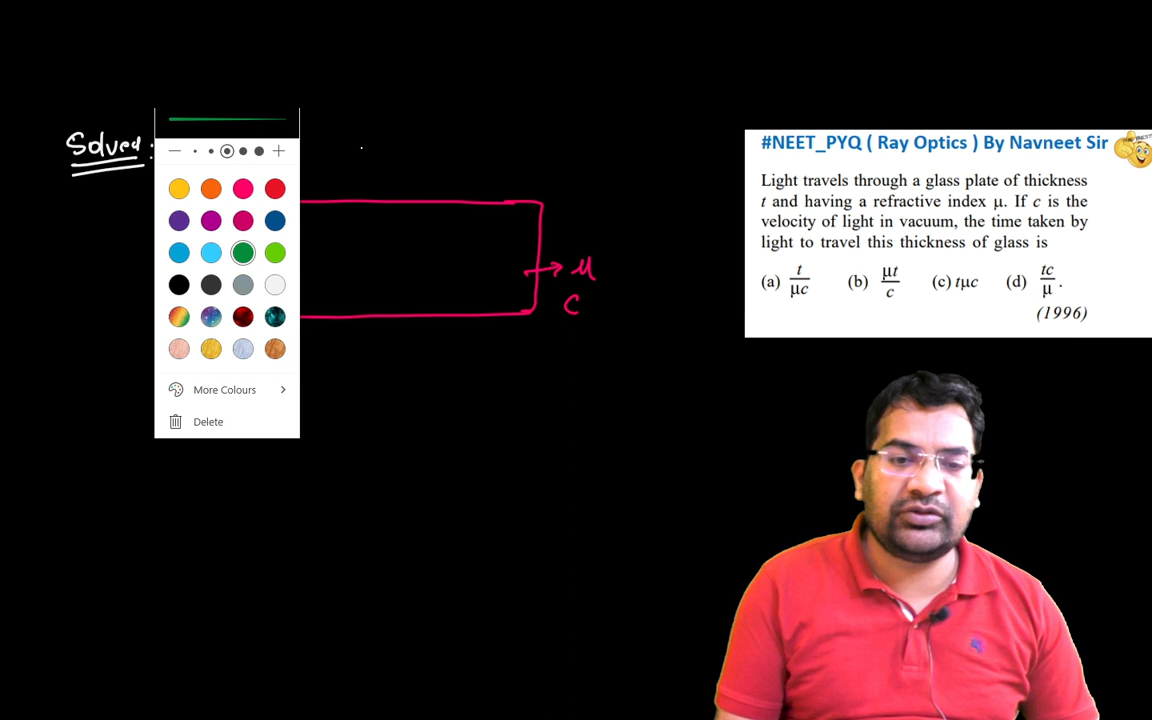 Solved:
μ
C
More Colours
Delete
#NEET_PYQ ( Ray Optics ) By Navneet Sir
Light travels through a glass plate of thickness
t and having a refractive index μ. If c is the
velocity of light in vacuum, the time taken by
light to travel this thickness of glass is
(a) t/μc (b) μt/c (c) tμc (d) tc/μ.
(1996)